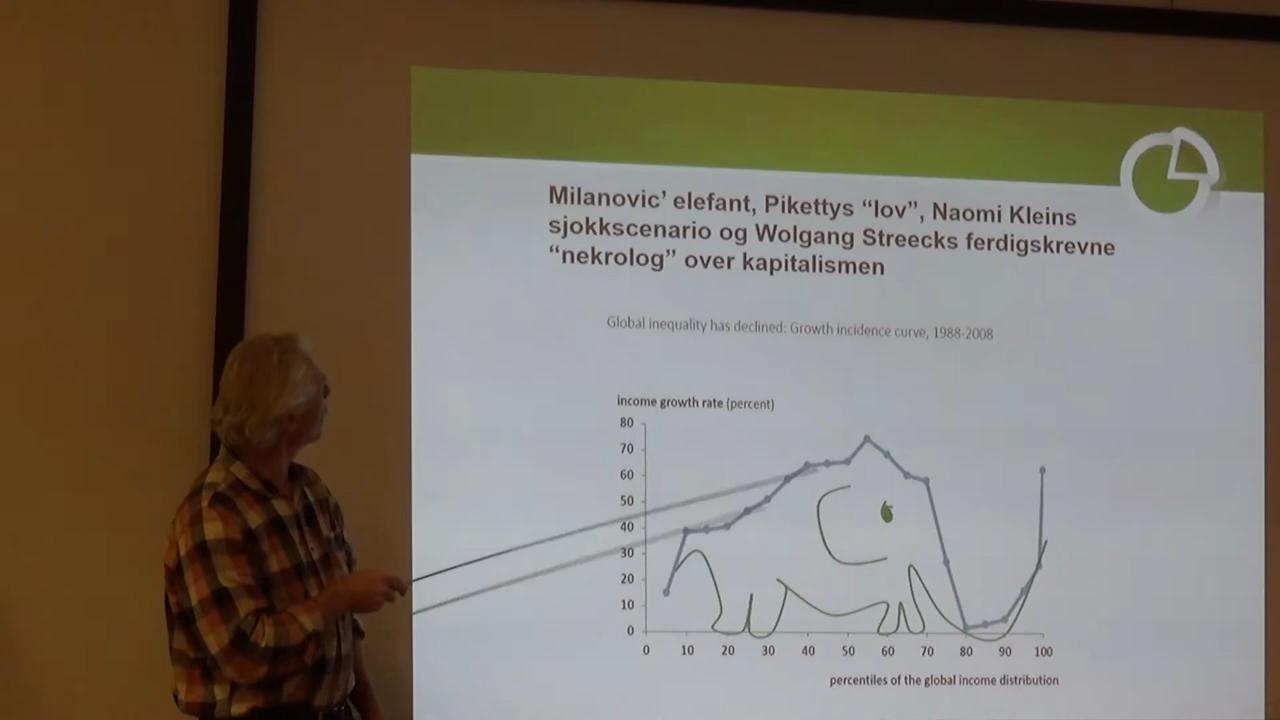 Milanovic’ elefant, Pikettys “lov”, Naomi Kleins
sjokkscenario og Wolgang Streecks ferdigskrevne
“nekrolog” over kapitalismen
Global inequality has declined: Growth incidence curve, 1988-2008
income growth rate (percent)
80
70
60
50
40
30
20
10
0
0 10 20 30 40 50 60 70 80 90 100
percentiles of the global income distribution